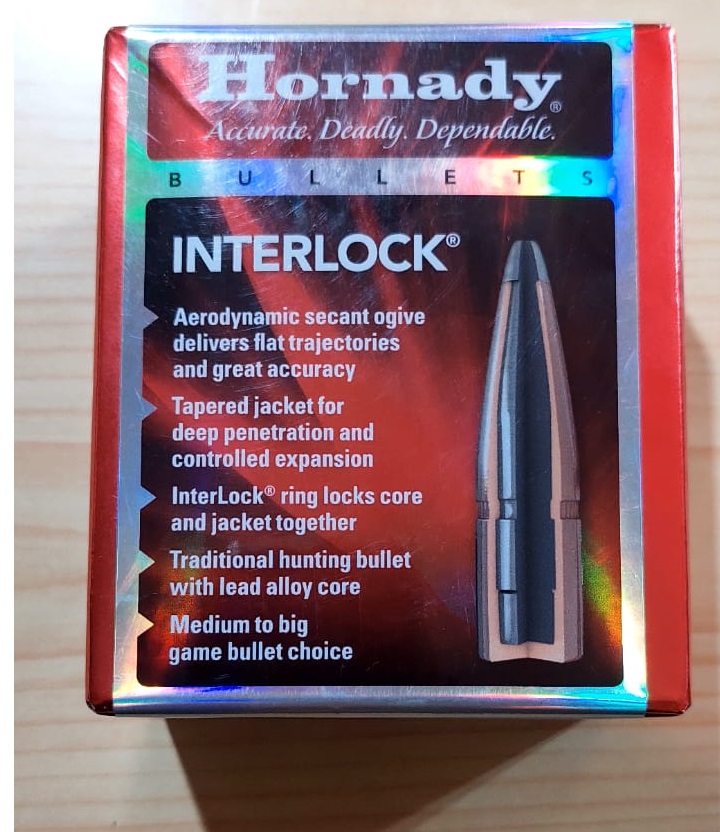 Hornady®
Accurate. Deadly. Dependable.
BULLETS
INTERLOCK®
Aerodynamic secant ogive
delivers flat trajectories
and great accuracy
Tapered jacket for
deep penetration and
controlled expansion
InterLock® ring locks core
and jacket together
Traditional hunting bullet
with lead alloy core
Medium to big
game bullet choice